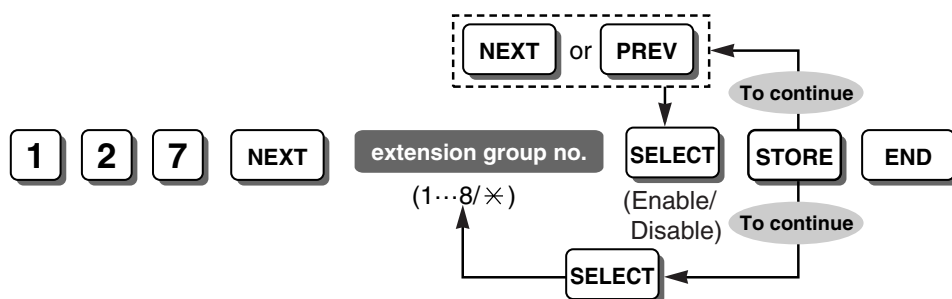 NEXT or PREV
To continue
1 2 7 NEXT extension group no. SELECT STORE END
(1···8/✳)
(Enable/
Disable)
To continue
SELECT